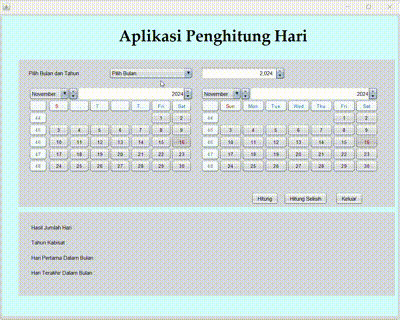 Aplikasi Penghitung Hari
Pilih Bulan dan Tahun Pilih Bulan 2,024
November 2024 November 2024
S. T. T. Fri Sat Sun Mon Tue Wed Thu Fri Sat
44 1 2 44 1 2
45 3 4 5 6 7 8 9 45 3 4 5 6 7 8 9
46 10 11 12 13 14 15 16 46 10 11 12 13 14 15 16
47 17 18 19 20 21 22 23 47 17 18 19 20 21 22 23
48 24 25 26 27 28 29 30 48 24 25 26 27 28 29 30
Hitung Hitung Selisih Keluar
Hasil Jumlah Hari
Tahun Kabisat
Hari Pertama Dalam Bulan
Hari Terakhir Dalam Bulan